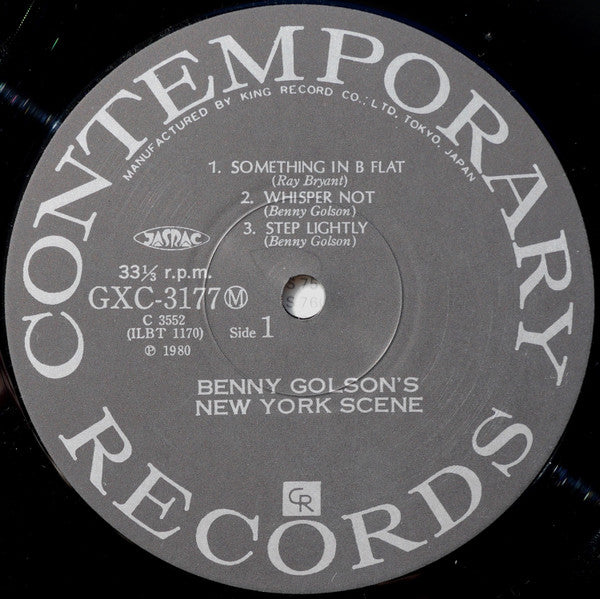 CONTEMPORARY
MANUFACTURED BY KING RECORD CO., LTD, TOKYO, JAPAN
1. SOMETHING IN B FLAT
(Ray Bryant)
2. WHISPER NOT
(Benny Golson)
3. STEP LIGHTLY
(Benny Golson)
JASRAC
33⅓ r.p.m.
GXC-3177 Ⓜ
C 3552
(ILBT 1170)
Side 1
℗ 1980
BENNY GOLSON'S
NEW YORK SCENE
CR
RECORDS